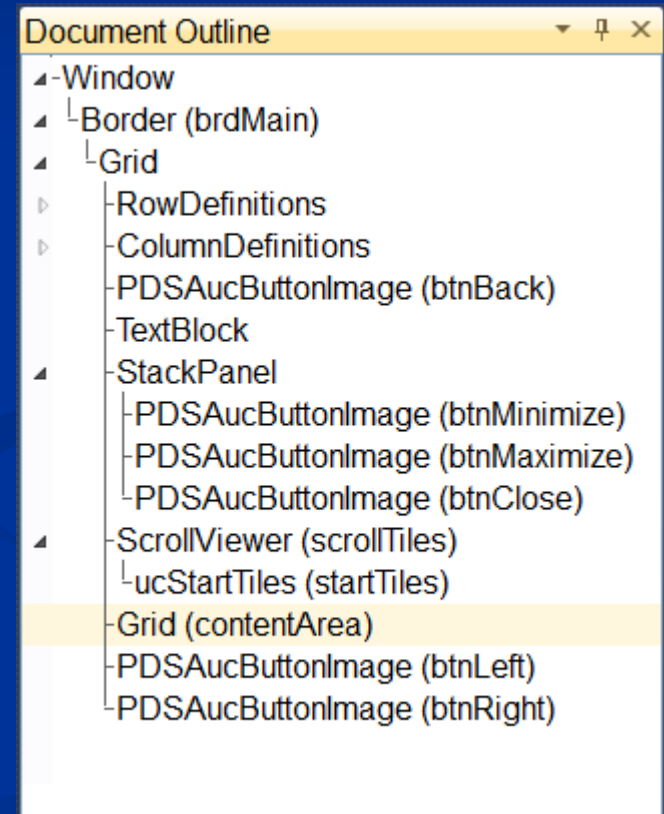 Document Outline
Window
Border (brdMain)
Grid
RowDefinitions
ColumnDefinitions
PDSAucButtonImage (btnBack)
TextBlock
StackPanel
PDSAucButtonImage (btnMinimize)
PDSAucButtonImage (btnMaximize)
PDSAucButtonImage (btnClose)
ScrollViewer (scrollTiles)
ucStartTiles (startTiles)
Grid (contentArea)
PDSAucButtonImage (btnLeft)
PDSAucButtonImage (btnRight)